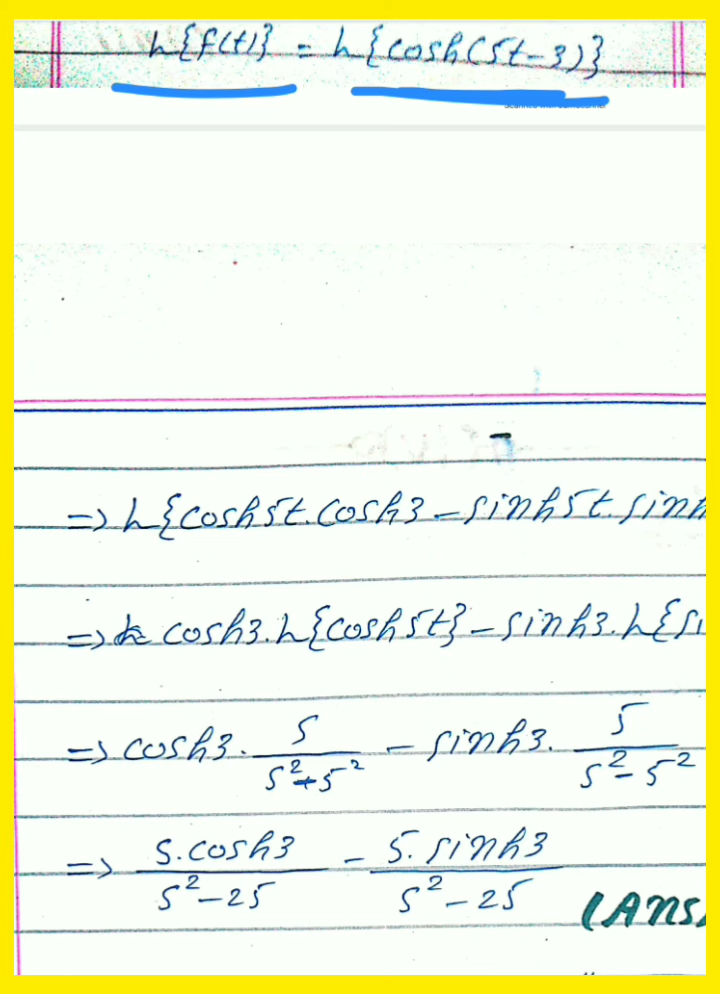 L{f(t)} = L{cosh(5t-3)}
=> L{cosh5t.cosh3 - sinh5t.sinh
=> cosh3.L{cosh5t} - sinh3.L{si
=> cosh3. s/(s²-5²) - sinh3. 5/(s²-5²)
=> s.cosh3/(s²-25) - 5.sinh3/(s²-25) (Ans.